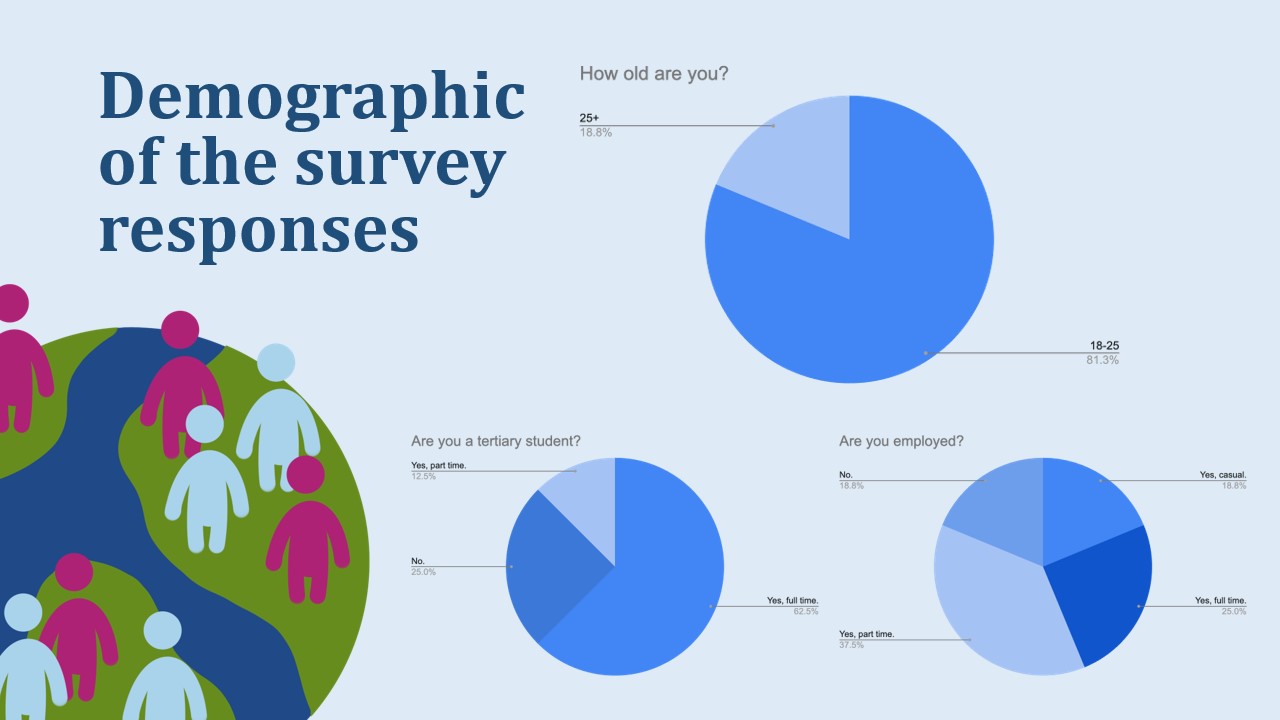 Demographic
of the survey
responses
How old are you?
25+
18.8%
18-25
81.3%
Are you a tertiary student?
Yes, part time.
12.5%
No.
25.0%
Yes, full time.
62.5%
Are you employed?
No.
18.8%
Yes, casual.
18.8%
Yes, full time.
25.0%
Yes, part time.
37.5%